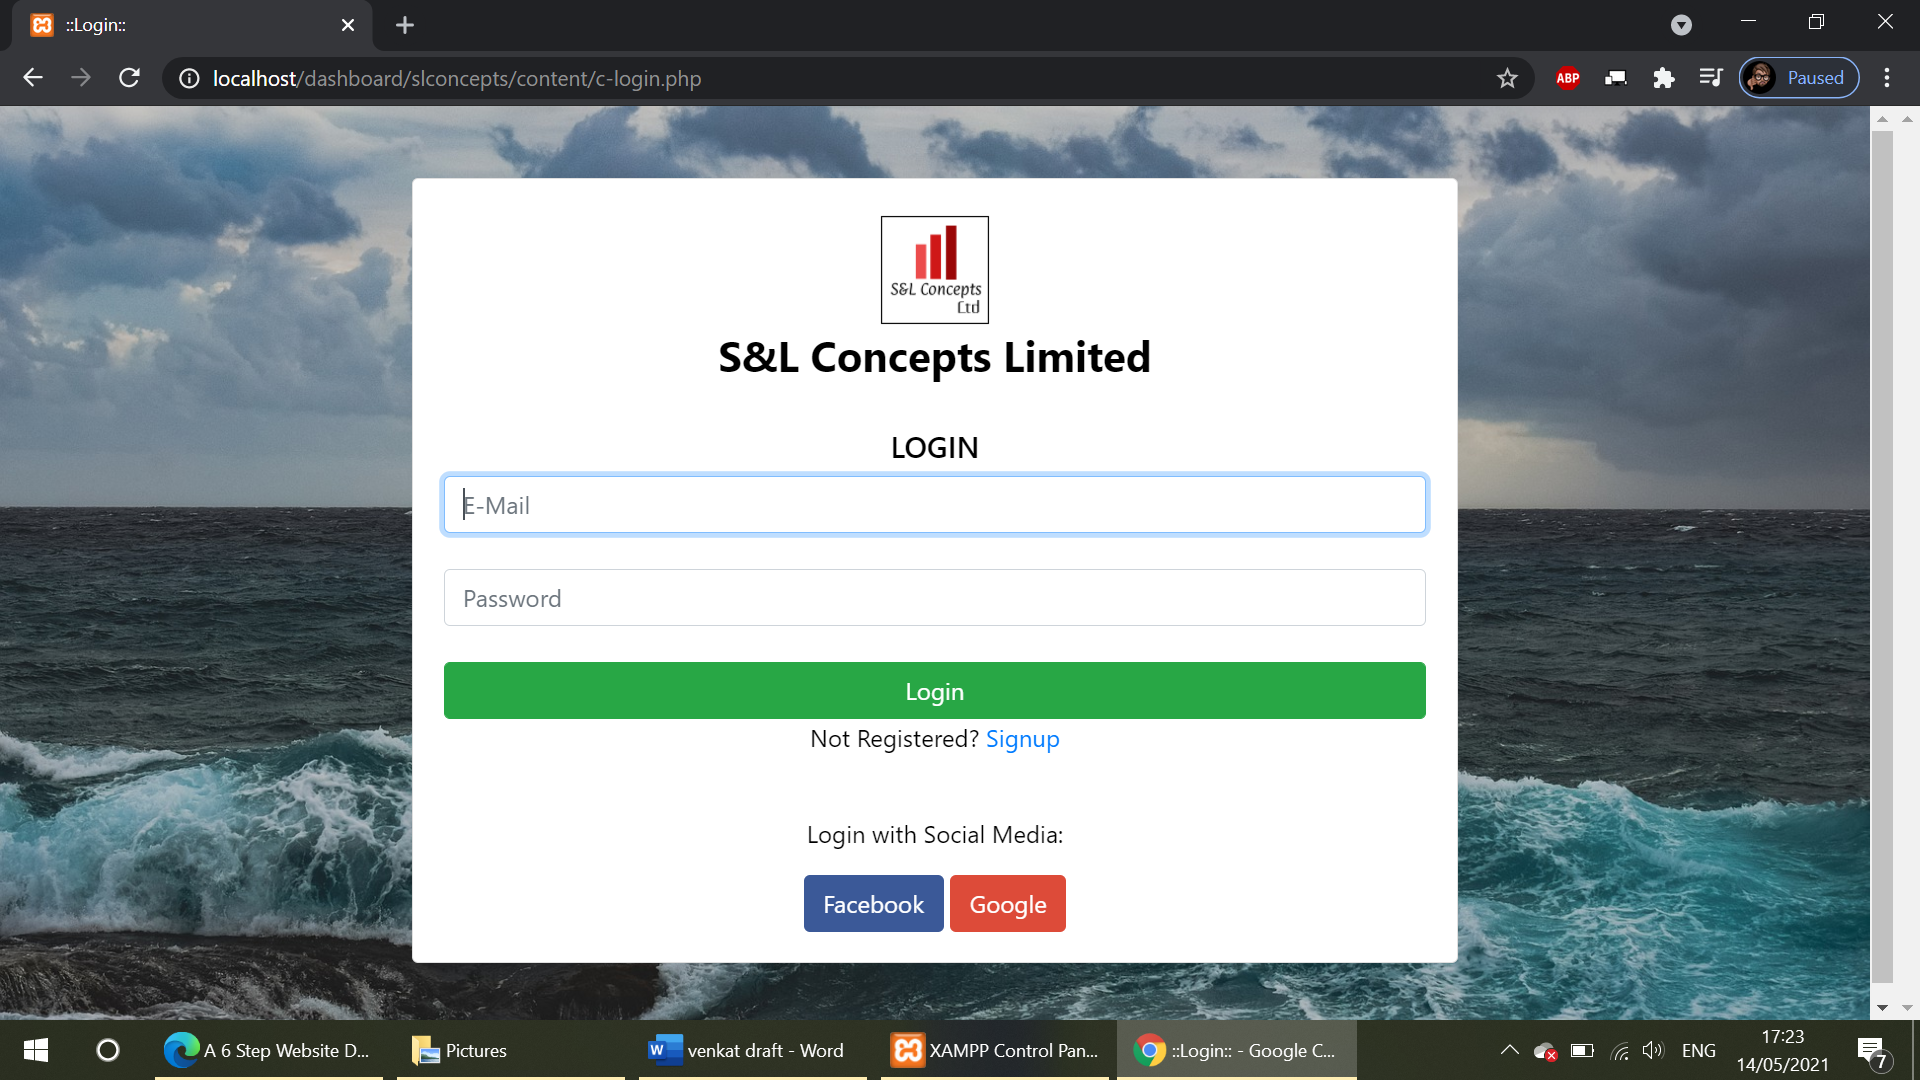 ::Login::
localhost/dashboard/slconcepts/content/c-login.php
ABP
Paused
S&L Concepts
Ltd
S&L Concepts Limited
LOGIN
E-Mail
Password
Login
Not Registered? Signup
Login with Social Media:
Facebook Google
A 6 Step Website D...
Pictures
venkat draft - Word
XAMPP Control Pan...
::Login:: - Google C...
ENG
17:23
14/05/2021
7